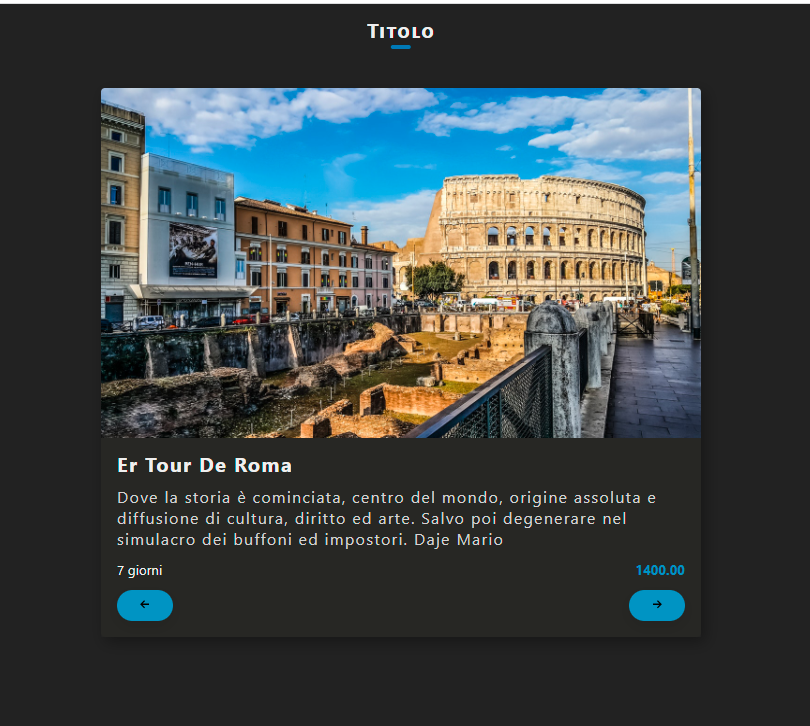 Titolo
Er Tour De Roma
Dove la storia è cominciata, centro del mondo, origine assoluta e
diffusione di cultura, diritto ed arte. Salvo poi degenerare nel
simulacro dei buffoni ed impostori. Daje Mario
7 giorni
1400.00